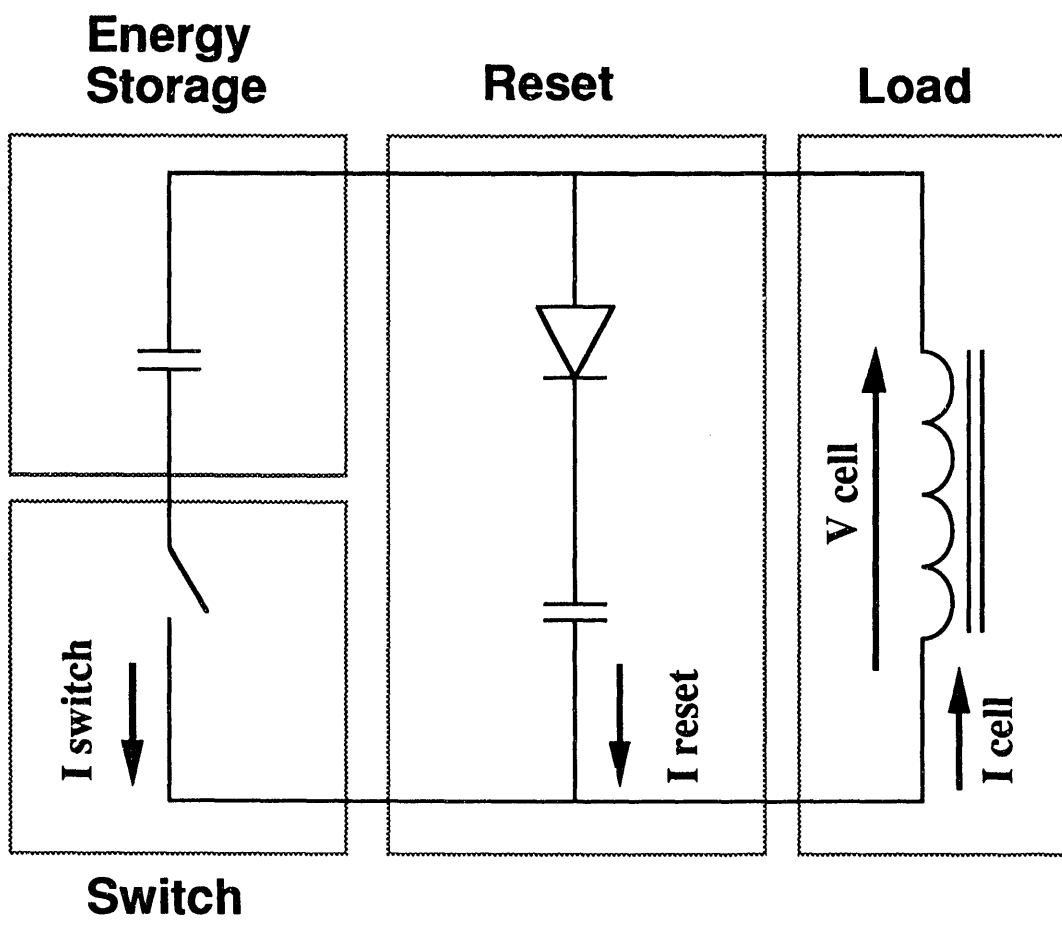 Energy
Storage
Reset
Load
V cell
I switch
I reset
I cell
Switch